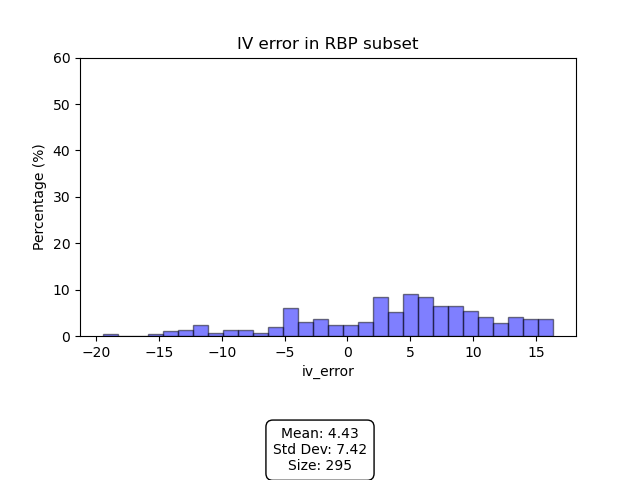 IV error in RBP subset
60
50
40
30
20
10
0
Percentage (%)
−20 −15 −10 −5 0 5 10 15
iv_error
Mean: 4.43
Std Dev: 7.42
Size: 295